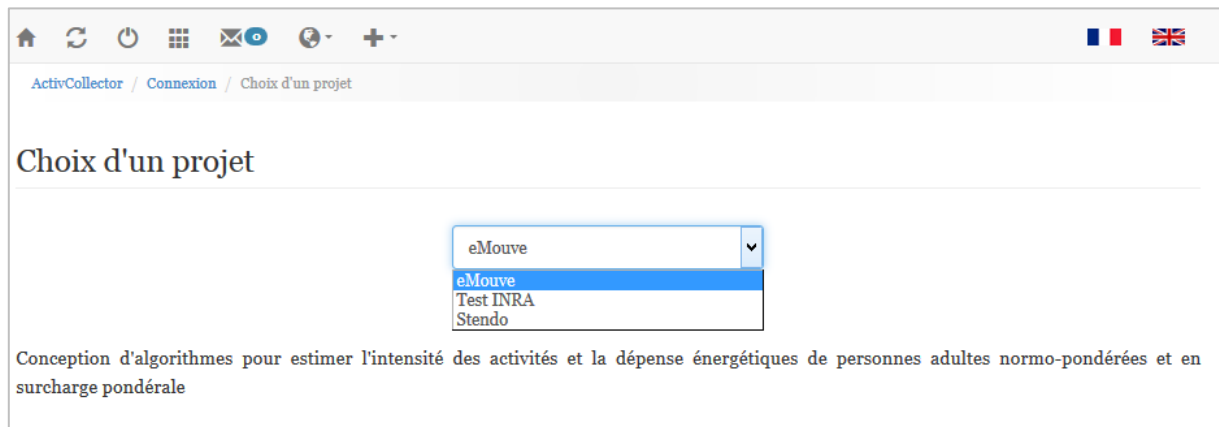 0
ActivCollector / Connexion / Choix d'un projet
Choix d'un projet
eMouve
eMouve
Test INRA
Stendo
Conception d'algorithmes pour estimer l'intensité des activités et la dépense énergétiques de personnes adultes normo-pondérées et en
surcharge pondérale